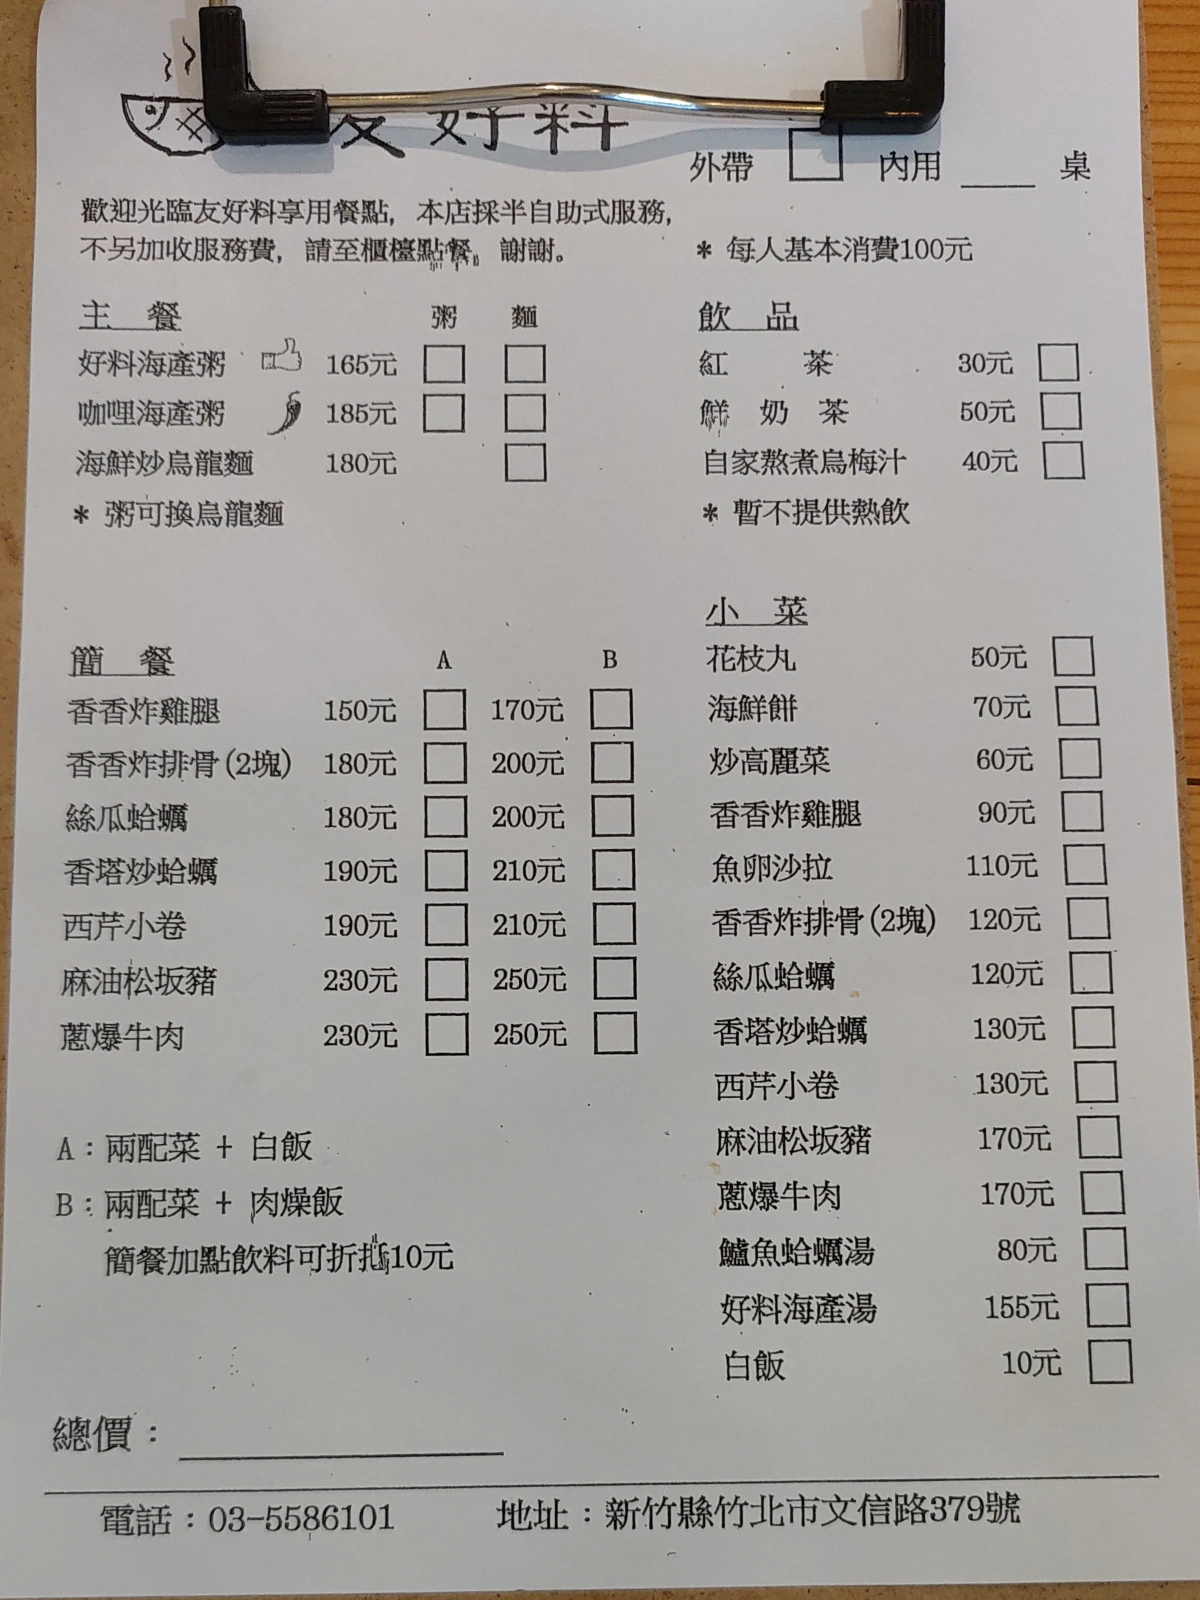 友好料
外帶 內用 ____ 桌
歡迎光臨友好料享用餐點，本店採半自助式服務，
不另加收服務費，請至櫃檯點餐。謝謝。
* 每人基本消費100元
主 餐 粥 麵
好料海產粥 165元
咖哩海產粥 185元
海鮮炒烏龍麵 180元
* 粥可換烏龍麵
飲 品
紅 茶 30元
鮮 奶 茶 50元
自家熬煮烏梅汁 40元
* 暫不提供熱飲
簡 餐 A B
香香炸雞腿 150元 170元
香香炸排骨(2塊) 180元 200元
絲瓜蛤蠣 180元 200元
香塔炒蛤蠣 190元 210元
西芹小卷 190元 210元
麻油松坂豬 230元 250元
蔥爆牛肉 230元 250元
A：兩配菜 + 白飯
B：兩配菜 + 肉燥飯
簡餐加點飲料可折抵10元
小 菜
花枝丸 50元
海鮮餅 70元
炒高麗菜 60元
香香炸雞腿 90元
魚卵沙拉 110元
香香炸排骨(2塊) 120元
絲瓜蛤蠣 120元
香塔炒蛤蠣 130元
西芹小卷 130元
麻油松坂豬 170元
蔥爆牛肉 170元
鱸魚蛤蠣湯 80元
好料海產湯 155元
白飯 10元
總價：
電話：03-5586101 地址：新竹縣竹北市文信路379號